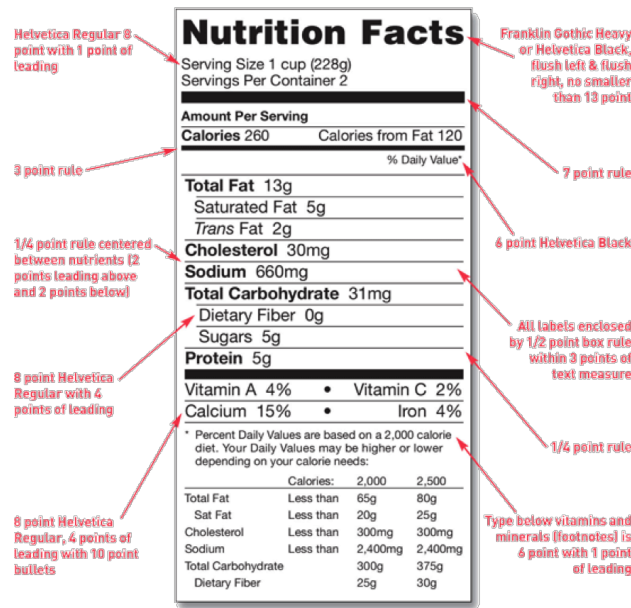 Helvetica Regular 8
point with 1 point of
leading
3 point rule
1/4 point rule centered
between nutrients (2
points leading above
and 2 points below)
8 point Helvetica
Regular with 4
points of leading
8 point Helvetica
Regular, 4 points of
leading with 10 point
bullets
Nutrition Facts
Serving Size 1 cup (228g)
Servings Per Container 2
Amount Per Serving
Calories 260 Calories from Fat 120
% Daily Value*
Total Fat 13g
Saturated Fat 5g
Trans Fat 2g
Cholesterol 30mg
Sodium 660mg
Total Carbohydrate 31mg
Dietary Fiber 0g
Sugars 5g
Protein 5g
Vitamin A 4% • Vitamin C 2%
Calcium 15% • Iron 4%
* Percent Daily Values are based on a 2,000 calorie
diet. Your Daily Values may be higher or lower
depending on your calorie needs:
Calories: 2,000 2,500
Total Fat Less than 65g 80g
Sat Fat Less than 20g 25g
Cholesterol Less than 300mg 300mg
Sodium Less than 2,400mg 2,400mg
Total Carbohydrate 300g 375g
Dietary Fiber 25g 30g
Franklin Gothic Heavy
or Helvetica Black,
flush left & flush
right, no smaller
than 13 point
7 point rule
6 point Helvetica Black
All labels enclosed
by 1/2 point box rule
within 3 points of
text measure
1/4 point rule
Type below vitamins and
minerals (footnotes) is
6 point with 1 point
of leading